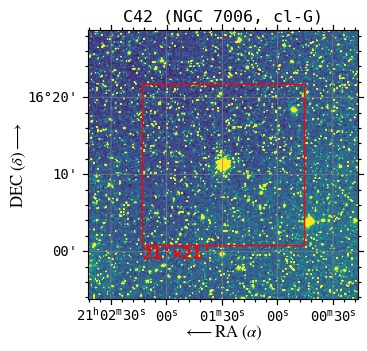 C42 (NGC 7006, cl-G)
16°20'
10'
00'
DEC (δ) ⟶
21'×21'
21ʰ02ᵐ30ˢ 00ˢ 01ᵐ30ˢ 00ˢ 00ᵐ30ˢ
⟵ RA (α)